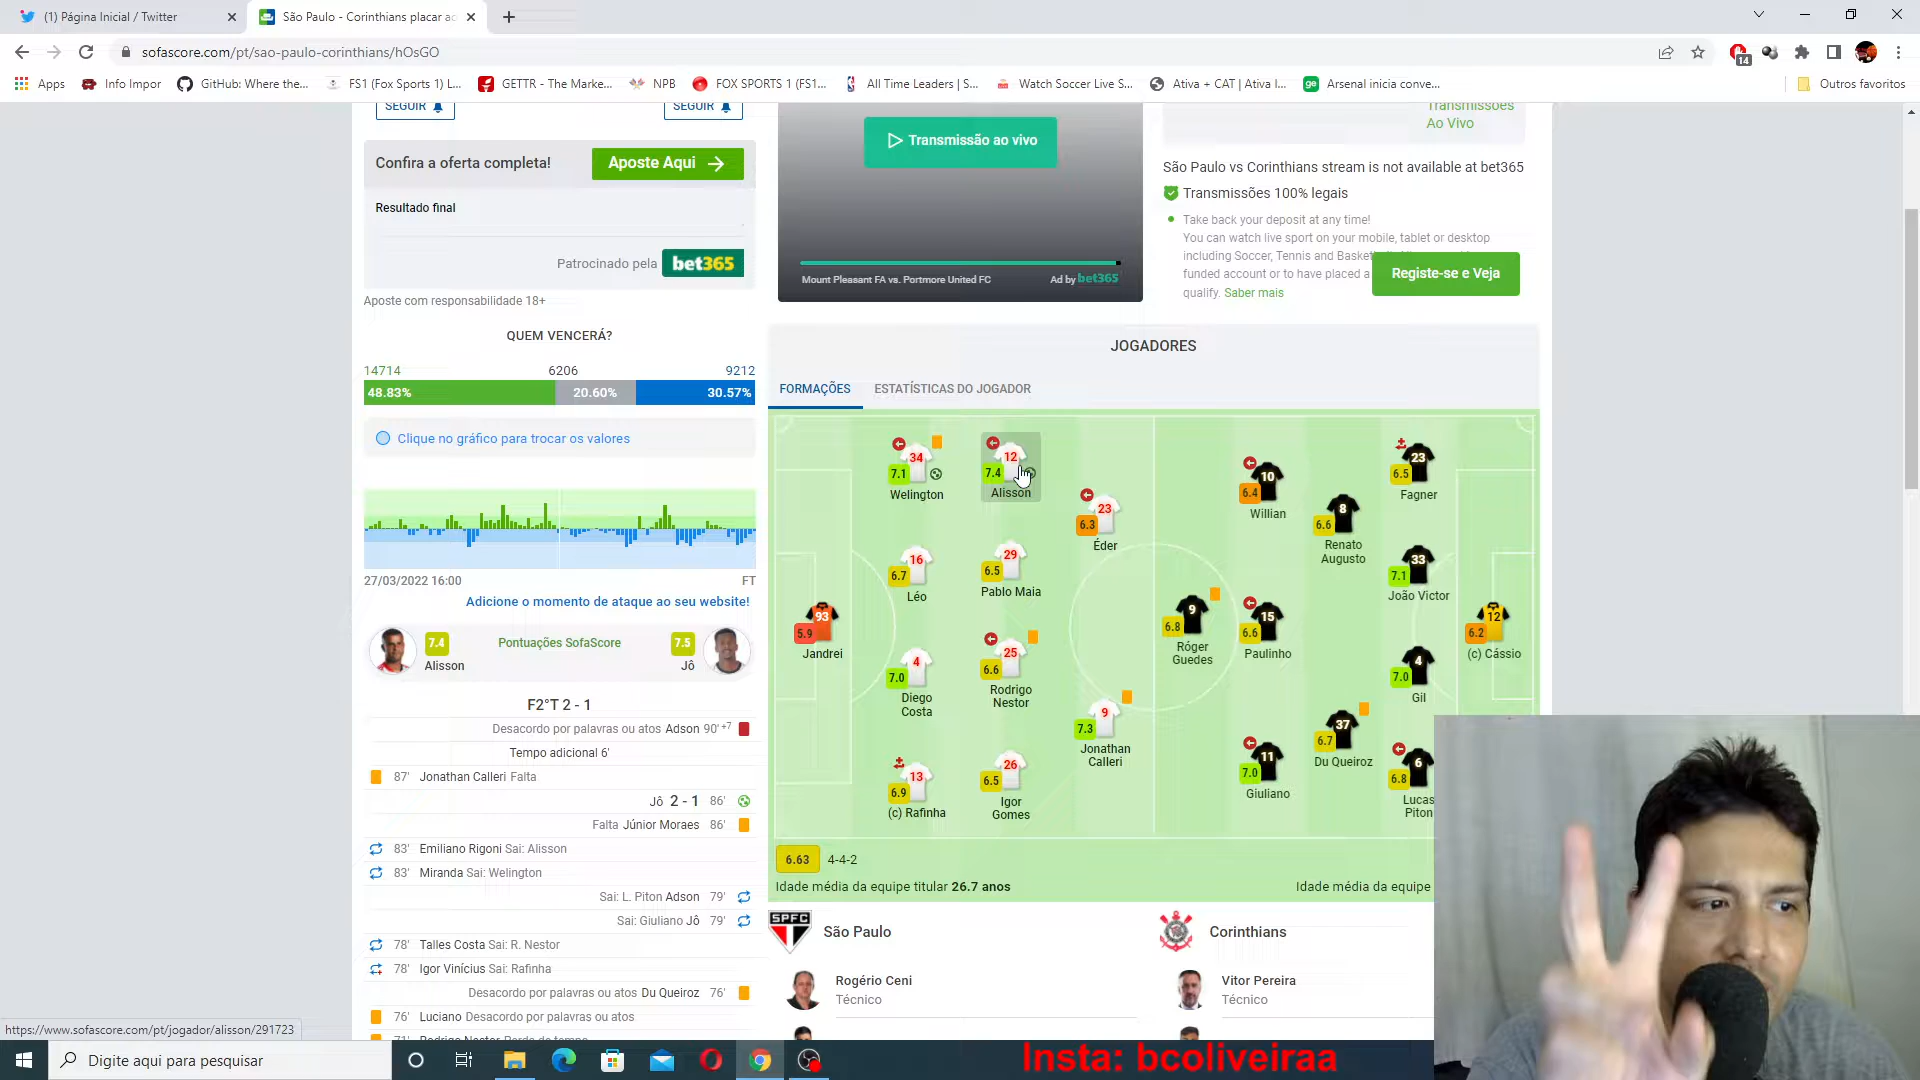 (1) Página Inicial / Twitter
São Paulo - Corinthians placar ao
sofascore.com/pt/sao-paulo-corinthians/hOsGO
14
Apps
Info Impor
GitHub: Where the...
FS1 (Fox Sports 1) L...
GETTR - The Marke...
NPB
FOX SPORTS 1 (FS1...
All Time Leaders | S...
Watch Soccer Live S...
Ativa + CAT | Ativa I...
Arsenal inicia conve...
Outros favoritos
SEGUIR
SEGUIR
Confira a oferta completa!
Aposte Aqui
Resultado final
Patrocinado pela
bet365
Aposte com responsabilidade 18+
QUEM VENCERÁ?
14714
6206
9212
48.83%
20.60%
30.57%
Clique no gráfico para trocar os valores
27/03/2022 16:00
FT
Adicione o momento de ataque ao seu website!
7.4
Alisson
Pontuações SofaScore
7.5
Jô
F2°T 2 - 1
Desacordo por palavras ou atos Adson 90'+7
Tempo adicional 6'
87' Jonathan Calleri Falta
Jô 2 - 1 86'
Falta Júnior Moraes 86'
83' Emiliano Rigoni Sai: Alisson
83' Miranda Sai: Welington
Sai: L. Piton Adson 79'
Sai: Giuliano Jô 79'
78' Talles Costa Sai: R. Nestor
78' Igor Vinícius Sai: Rafinha
Desacordo por palavras ou atos Du Queiroz 76'
76' Luciano Desacordo por palavras ou atos
Transmissão ao vivo
Mount Pleasant FA vs. Portmore United FC
Ad by bet365
Transmissões
Ao Vivo
São Paulo vs Corinthians stream is not available at bet365
Transmissões 100% legais
Take back your deposit at any time!
You can watch live sport on your mobile, tablet or desktop
including Soccer, Tennis and Basket
funded account or to have placed a
qualify. Saber mais
Registe-se e Veja
JOGADORES
FORMAÇÕES
ESTATÍSTICAS DO JOGADOR
34
7.1
Welington
12
7.4
Alisson
23
6.3
Éder
16
6.7
Léo
29
6.5
Pablo Maia
93
5.9
Jandrei
4
7.0
Diego
Costa
25
6.6
Rodrigo
Nestor
9
7.3
Jonathan
Calleri
13
6.9
(c) Rafinha
26
6.5
Igor
Gomes
10
6.4
Willian
8
6.6
Renato
Augusto
23
6.5
Fagner
33
7.1
João Victor
9
6.8
Róger
Guedes
15
6.6
Paulinho
12
6.2
(c) Cássio
4
7.0
Gil
11
7.0
Giuliano
37
6.7
Du Queiroz
6
6.8
Lucas
Piton
6.63
4-4-2
Idade média da equipe titular 26.7 anos
Idade média da equipe
SPFC
São Paulo
Corinthians
Rogério Ceni
Técnico
Vitor Pereira
Técnico
https://www.sofascore.com/pt/jogador/alisson/291723
Digite aqui para pesquisar
Insta: bcoliveiraa